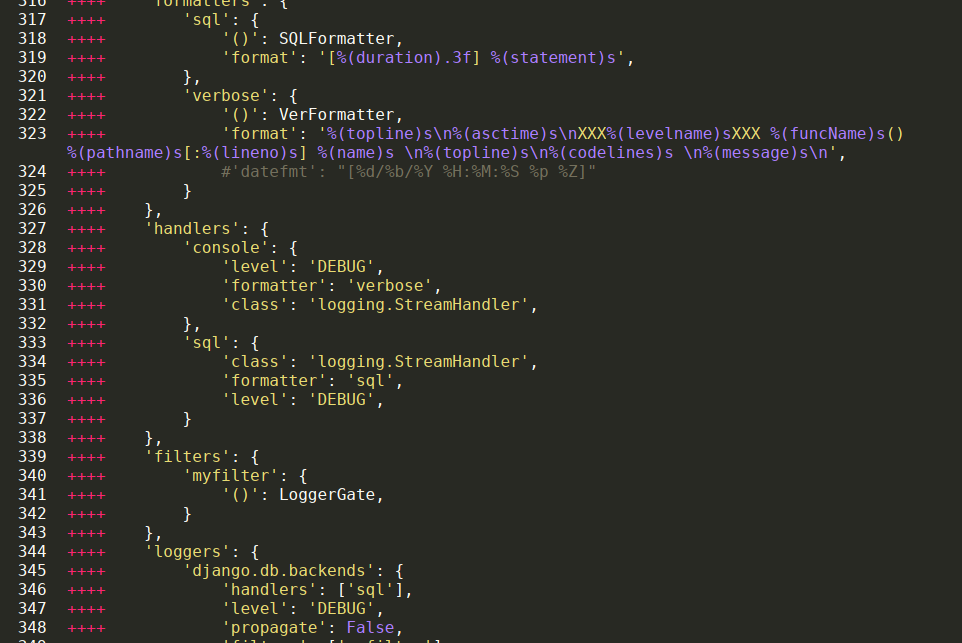 316  ++++     'formatters': {
317  ++++        'sql': {
318  ++++            '()': SQLFormatter,
319  ++++            'format': '[%(duration).3f] %(statement)s',
320  ++++        },
321  ++++        'verbose': {
322  ++++            '()': VerFormatter,
323  ++++            'format': '%(topline)s\n%(asctime)s\nXXX%(levelname)sXXX %(funcName)s()
%(pathname)s[:%(lineno)s] %(name)s \n%(topline)s\n%(codelines)s \n%(message)s\n',
324  ++++            #'datefmt': "[%d/%b/%Y %H:%M:%S %p %Z]"
325  ++++        }
326  ++++    },
327  ++++    'handlers': {
328  ++++        'console': {
329  ++++            'level': 'DEBUG',
330  ++++            'formatter': 'verbose',
331  ++++            'class': 'logging.StreamHandler',
332  ++++        },
333  ++++        'sql': {
334  ++++            'class': 'logging.StreamHandler',
335  ++++            'formatter': 'sql',
336  ++++            'level': 'DEBUG',
337  ++++        }
338  ++++    },
339  ++++    'filters': {
340  ++++        'myfilter': {
341  ++++            '()': LoggerGate,
342  ++++        }
343  ++++    },
344  ++++    'loggers': {
345  ++++        'django.db.backends': {
346  ++++            'handlers': ['sql'],
347  ++++            'level': 'DEBUG',
348  ++++            'propagate': False,